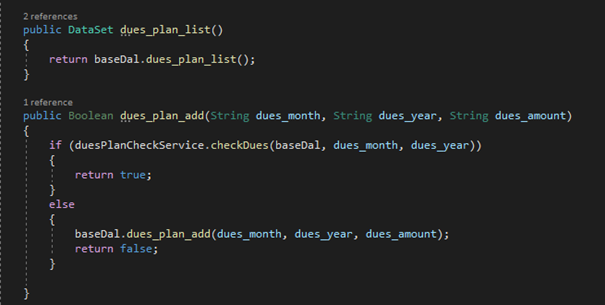 2 references
public DataSet dues_plan_list()
{
return baseDal.dues_plan_list();
}
1 reference
public Boolean dues_plan_add(String dues_month, String dues_year, String dues_amount)
{
if (duesPlanCheckService.checkDues(baseDal, dues_month, dues_year))
{
return true;
}
else
{
baseDal.dues_plan_add(dues_month, dues_year, dues_amount);
return false;
}
}